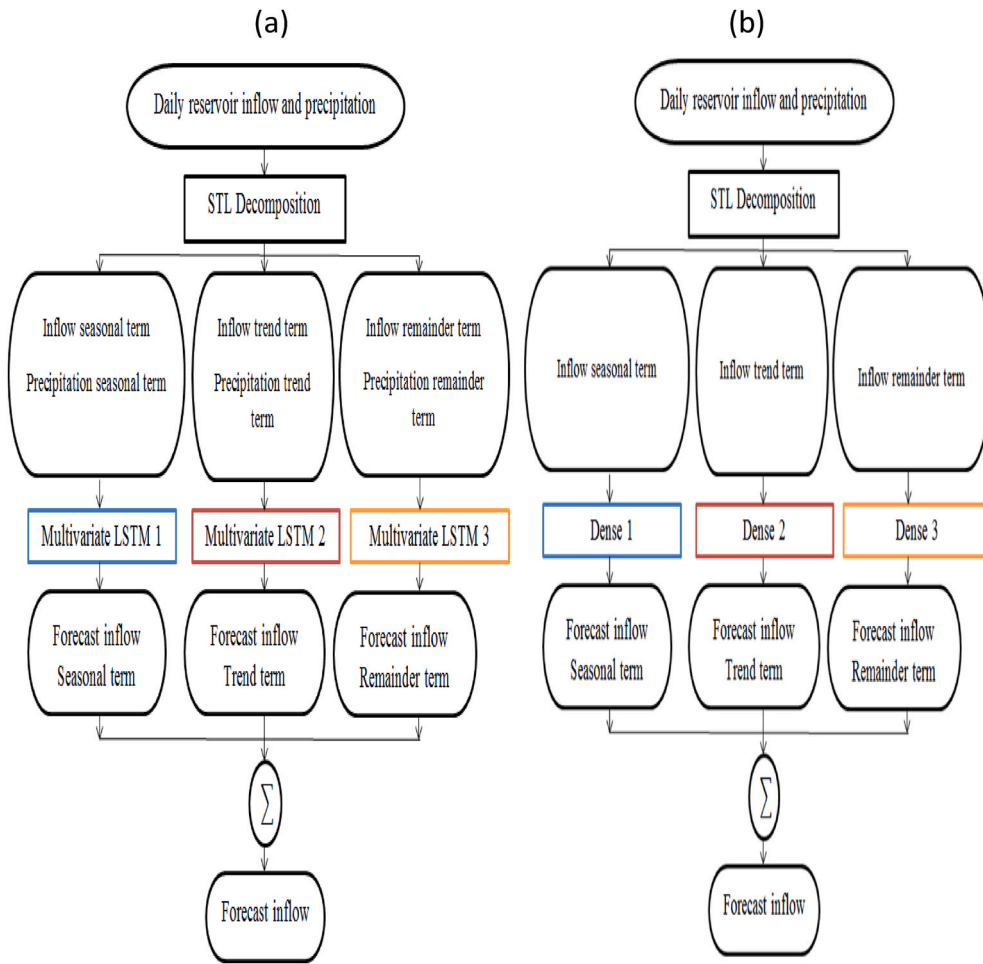 (a)
Daily reservoir inflow and precipitation
STL Decomposition
Inflow seasonal term
Precipitation seasonal term
Inflow trend term
Precipitation trend
term
Inflow remainder term
Precipitation remainder
term
Multivariate LSTM 1
Multivariate LSTM 2
Multivariate LSTM 3
Forecast inflow
Seasonal term
Forecast inflow
Trend term
Forecast inflow
Remainder term
∑
Forecast inflow
(b)
Daily reservoir inflow and precipitation
STL Decomposition
Inflow seasonal term
Inflow trend term
Inflow remainder term
Dense 1
Dense 2
Dense 3
Forecast inflow
Seasonal term
Forecast inflow
Trend term
Forecast inflow
Remainder term
∑
Forecast inflow